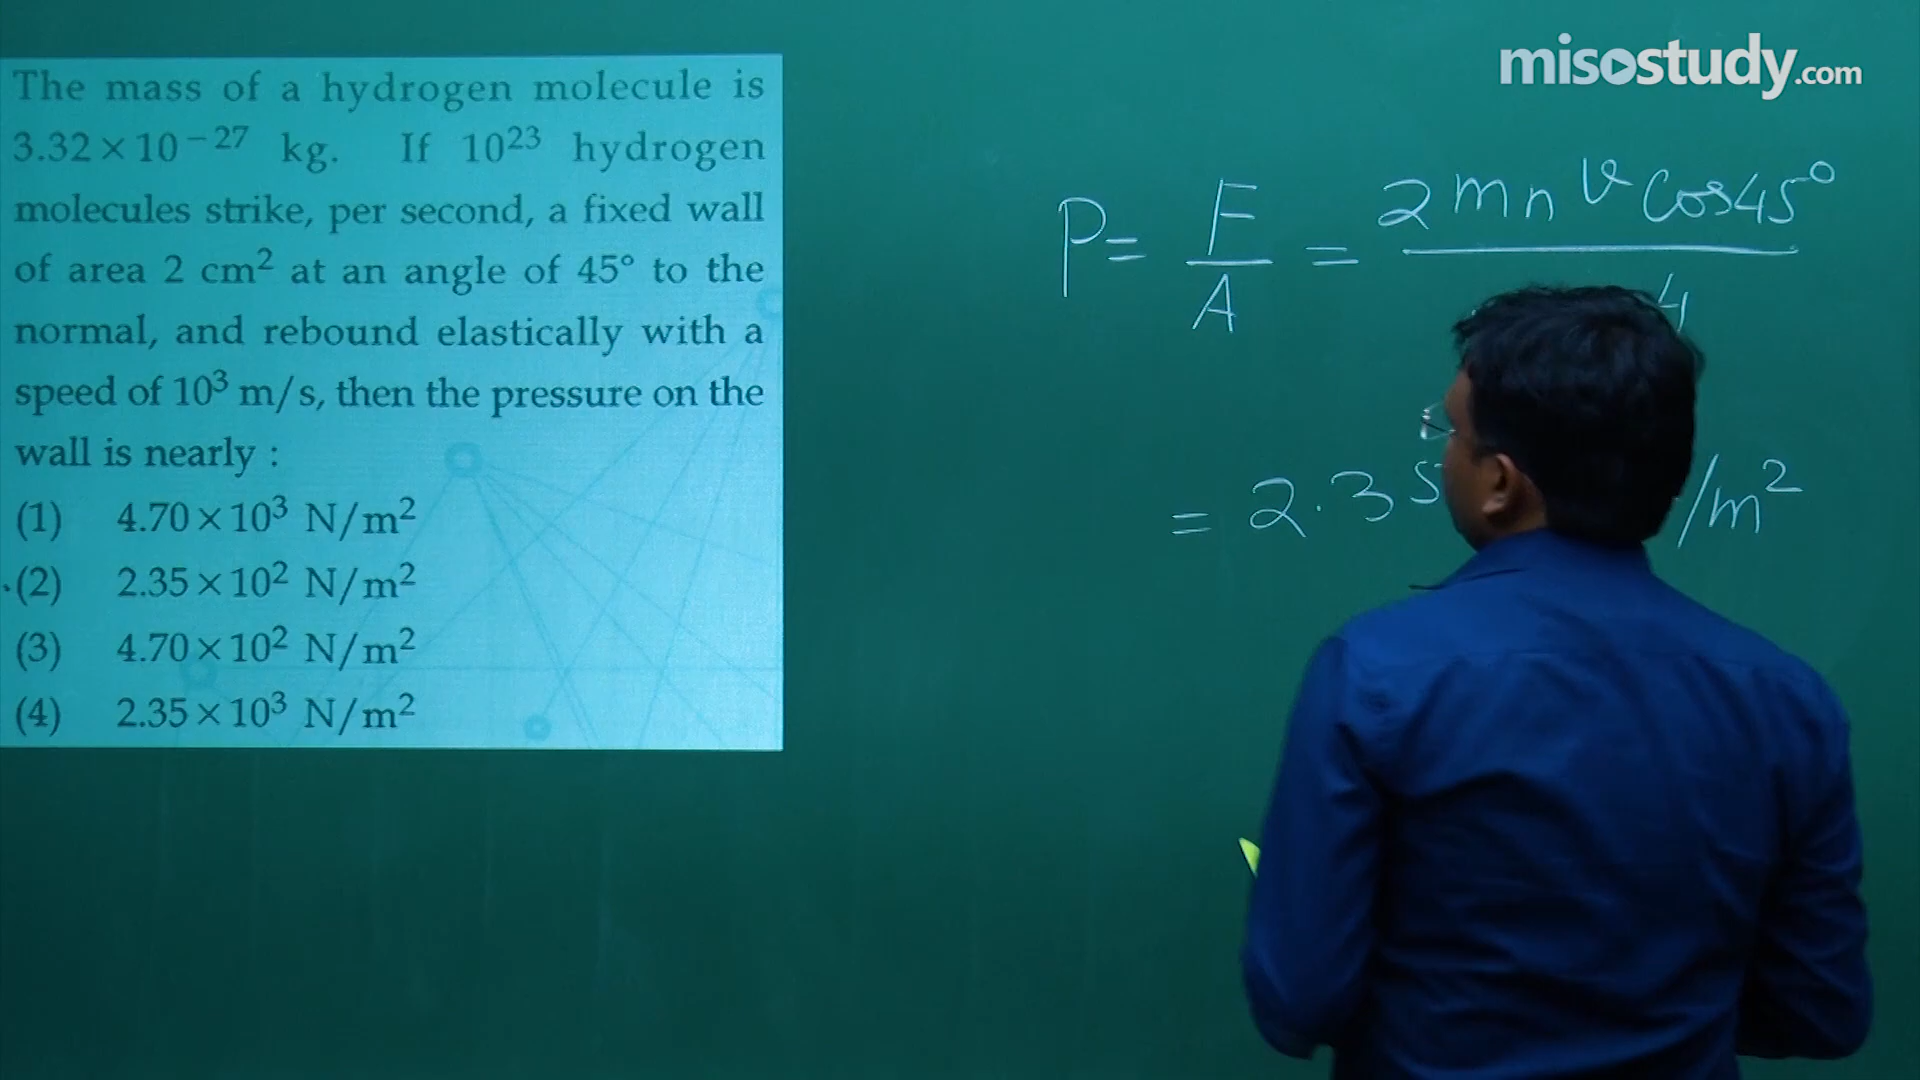 misostudy.com
The mass of a hydrogen molecule is
3.32×10⁻²⁷ kg. If 10²³ hydrogen
molecules strike, per second, a fixed wall
of area 2 cm² at an angle of 45° to the
normal, and rebound elastically with a
speed of 10³ m/s, then the pressure on the
wall is nearly :
(1) 4.70×10³ N/m²
(2) 2.35×10² N/m²
(3) 4.70×10² N/m²
(4) 2.35×10³ N/m²
P = F/A = 2mnv cos45°
4
= 2.35 /m²